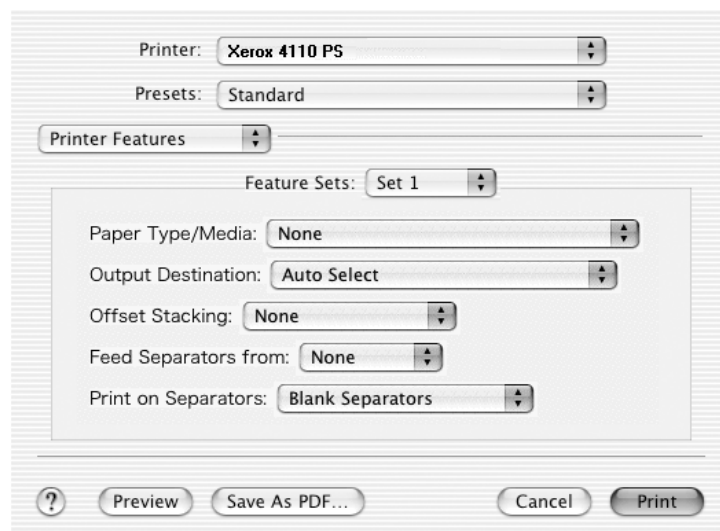 Printer: Xerox 4110 PS
Presets: Standard
Printer Features
Feature Sets: Set 1
Paper Type/Media: None
Output Destination: Auto Select
Offset Stacking: None
Feed Separators from: None
Print on Separators: Blank Separators
? Preview Save As PDF... Cancel Print